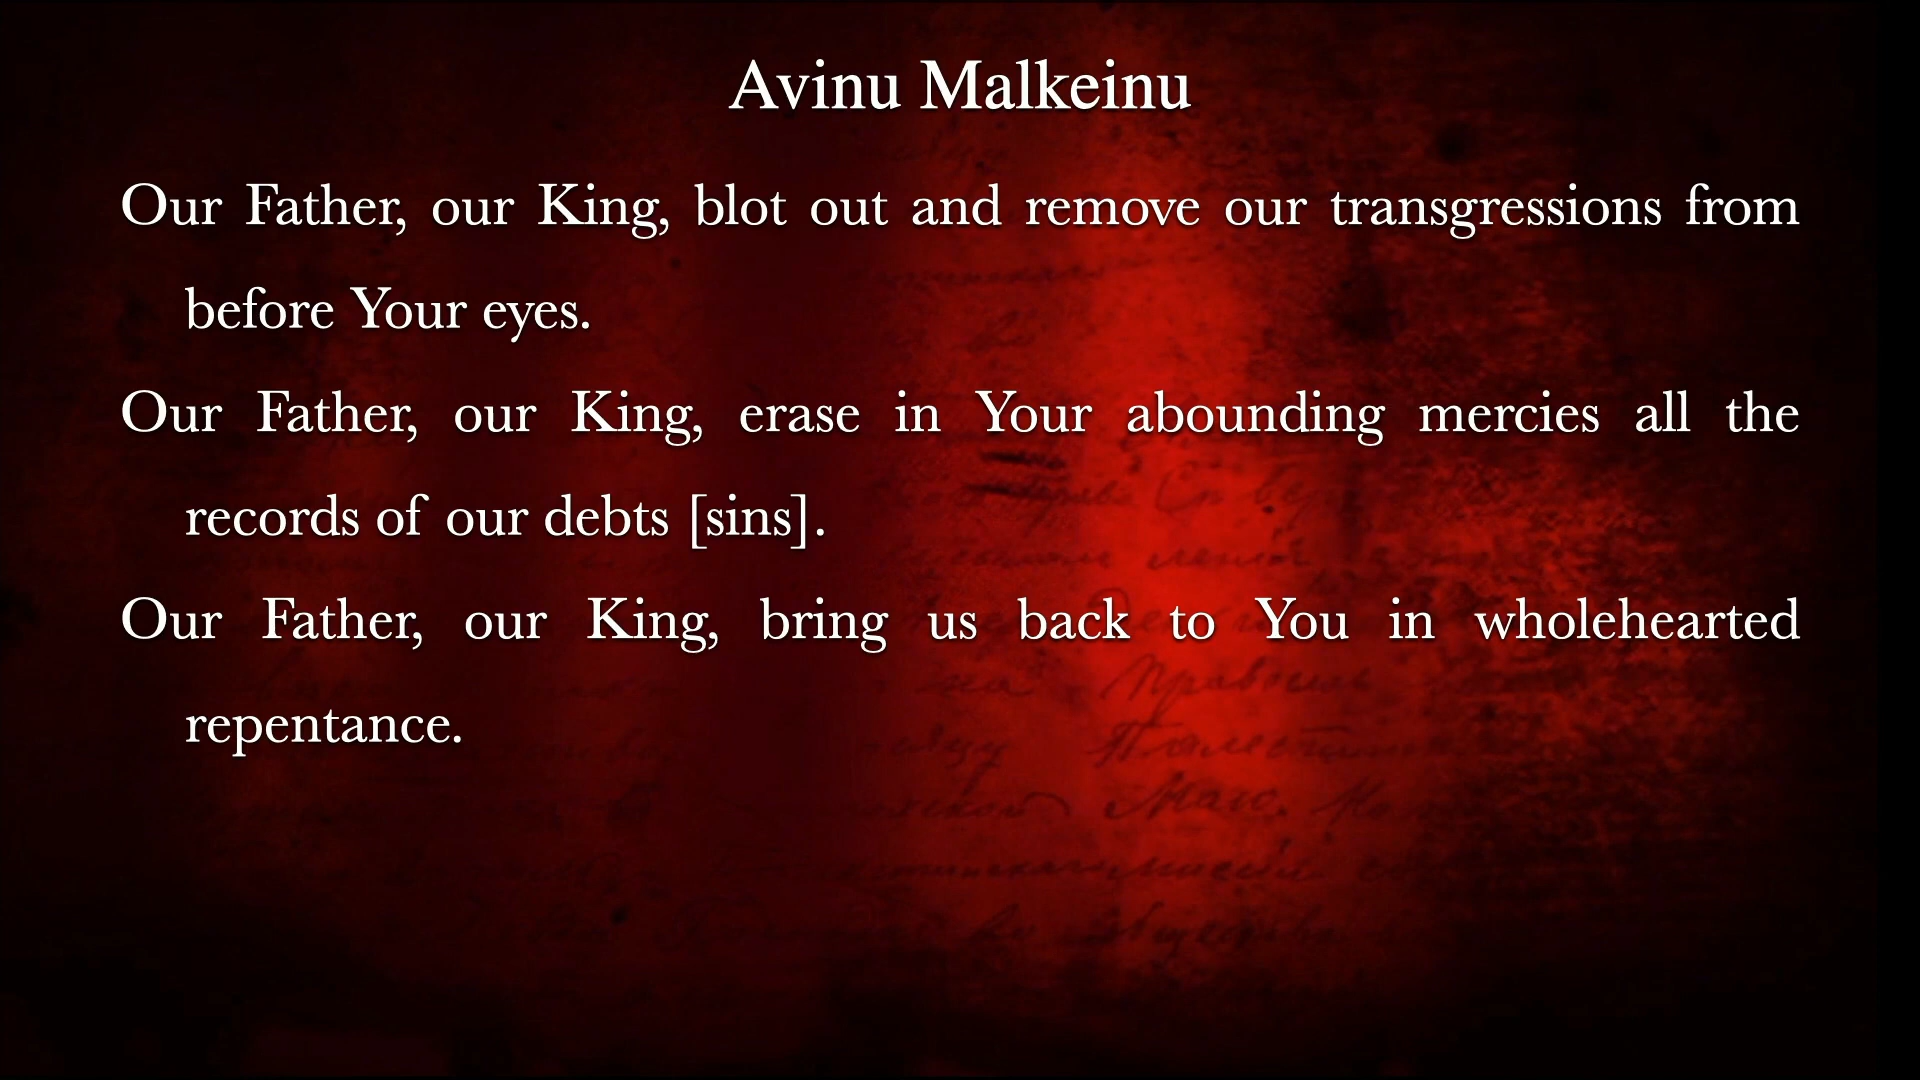 Avinu Malkeinu
Our Father, our King, blot out and remove our transgressions from
before Your eyes.
Our Father, our King, erase in Your abounding mercies all the
records of our debts [sins].
Our Father, our King, bring us back to You in wholehearted
repentance.